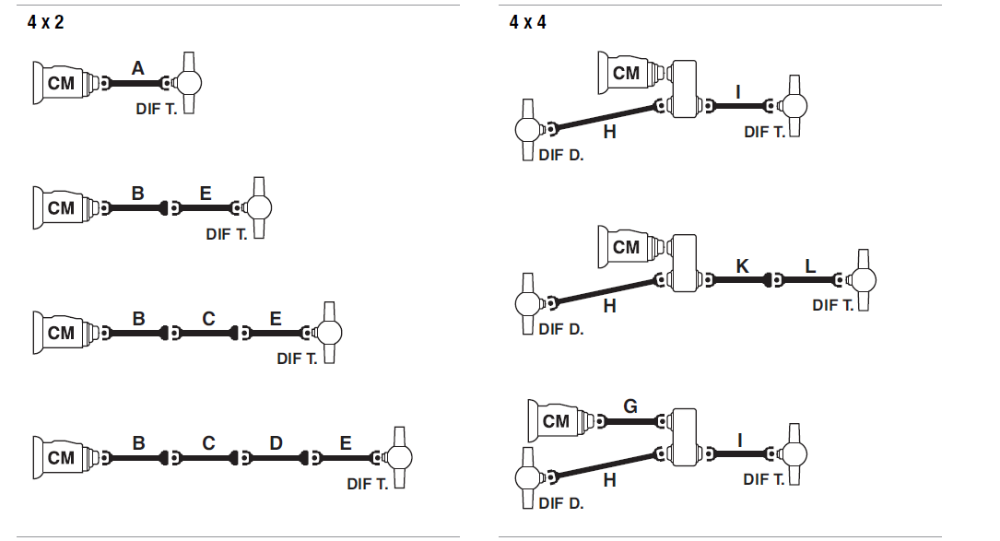 4 x 2
CM
A
DIF T.
CM
B E
DIF T.
CM
B C E
DIF T.
CM
B C D E
DIF T.
4 x 4
CM
I
H
DIF T.
DIF D.
CM
K L
H
DIF T.
DIF D.
G
CM
I
H
DIF T.
DIF D.